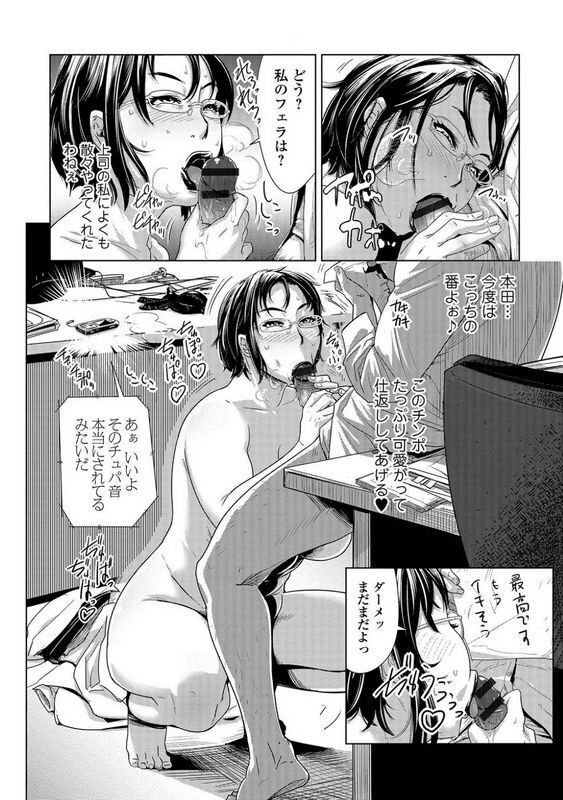 どう？
私のフェラは？
上司の私によくも
散々やってくれた
わねぇ
本田…
今度は
こっちの
番よぉ♪
このチンポ
たっぷり可愛がって
仕返ししてあげる♥
あぁ いいよ
そのチュパ音
本当にされてる
みたいだ
最高です
もう
イキそう
ダーメッ
まだまだよっ